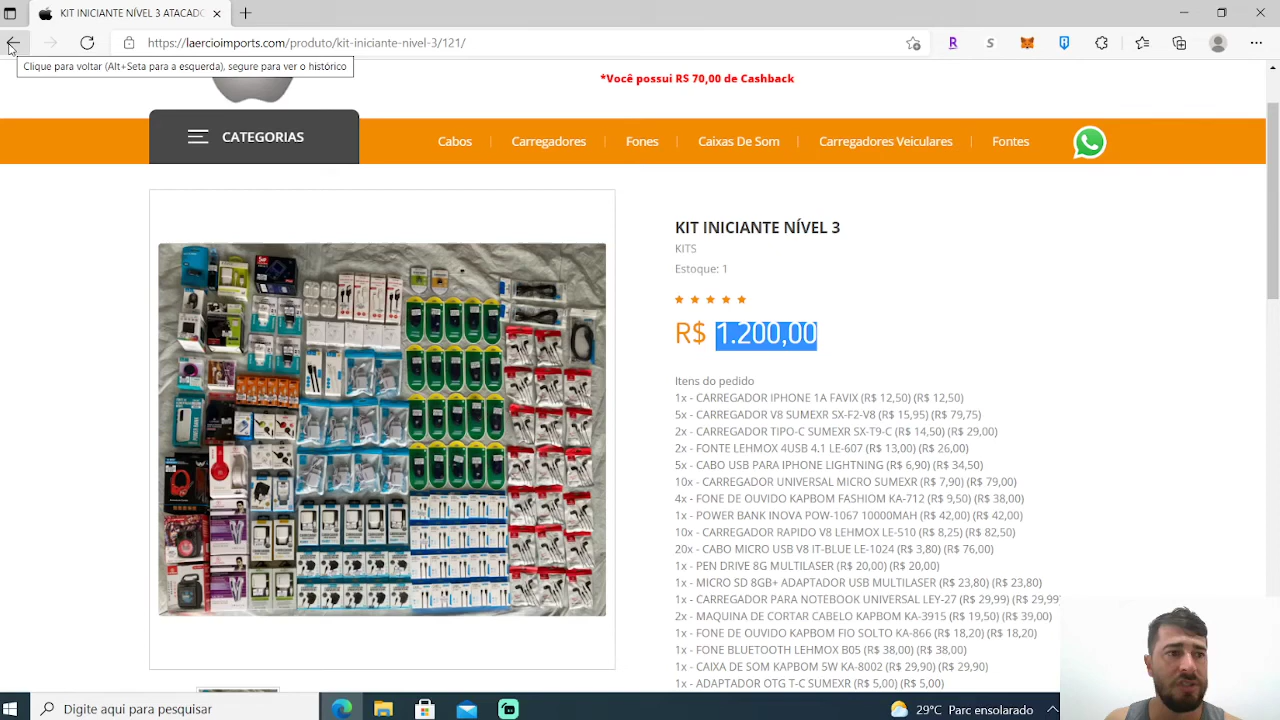 https://laercioimports.com/produto/kit-iniciante-nivel-3/121/
Clique para voltar (Alt+Seta para a esquerda), segure para ver o histórico
*Você possui R$ 70,00 de Cashback
CATEGORIAS
Cabos
Carregadores
Fones
Caixas De Som
Carregadores Veiculares
Fontes
KIT INICIANTE NÍVEL 3
KITS
Estoque: 1
R$ 1.200,00
Itens do pedido
1x - CARREGADOR IPHONE 1A FAVIX (R$ 12,50) (R$ 12,50)
5x - CARREGADOR V8 SUMEXR SX-F2-V8 (R$ 15,95) (R$ 79,75)
2x - CARREGADOR TIPO-C SUMEXR SX-T9-C (R$ 14,50) (R$ 29,00)
2x - FONTE LEHMOX 4USB 4.1 LE-607 (R$ 13,00) (R$ 26,00)
5x - CABO USB PARA IPHONE LIGHTNING (R$ 6,90) (R$ 34,50)
10x - CARREGADOR UNIVERSAL MICRO SUMEXR (R$ 7,90) (R$ 79,00)
4x - FONE DE OUVIDO KAPBOM FASHIOM KA-712 (R$ 9,50) (R$ 38,00)
1x - POWER BANK INOVA POW-1067 10000MAH (R$ 42,00) (R$ 42,00)
10x - CARREGADOR RAPIDO V8 LEHMOX LE-510 (R$ 8,25) (R$ 82,50)
20x - CABO MICRO USB V8 IT-BLUE LE-1024 (R$ 3,80) (R$ 76,00)
1x - PEN DRIVE 8G MULTILASER (R$ 20,00) (R$ 20,00)
1x - MICRO SD 8GB+ ADAPTADOR USB MULTILASER (R$ 23,80) (R$ 23,80)
1x - CARREGADOR PARA NOTEBOOK UNIVERSAL LEY-27 (R$ 29,99) (R$ 29,99
2x - MAQUINA DE CORTAR CABELO KAPBOM KA-3915 (R$ 19,50) (R$ 39,00)
1x - FONE DE OUVIDO KAPBOM FIO SOLTO KA-866 (R$ 18,20) (R$ 18,20)
1x - FONE BLUETOOTH LEHMOX B05 (R$ 38,00) (R$ 38,00)
1x - CAIXA DE SOM KAPBOM 5W KA-8002 (R$ 29,90) (R$ 29,90)
1x - ADAPTADOR OTG T-C SUMEXR (R$ 5,00) (R$ 5,00)
Digite aqui para pesquisar
29°C Pred. nublado